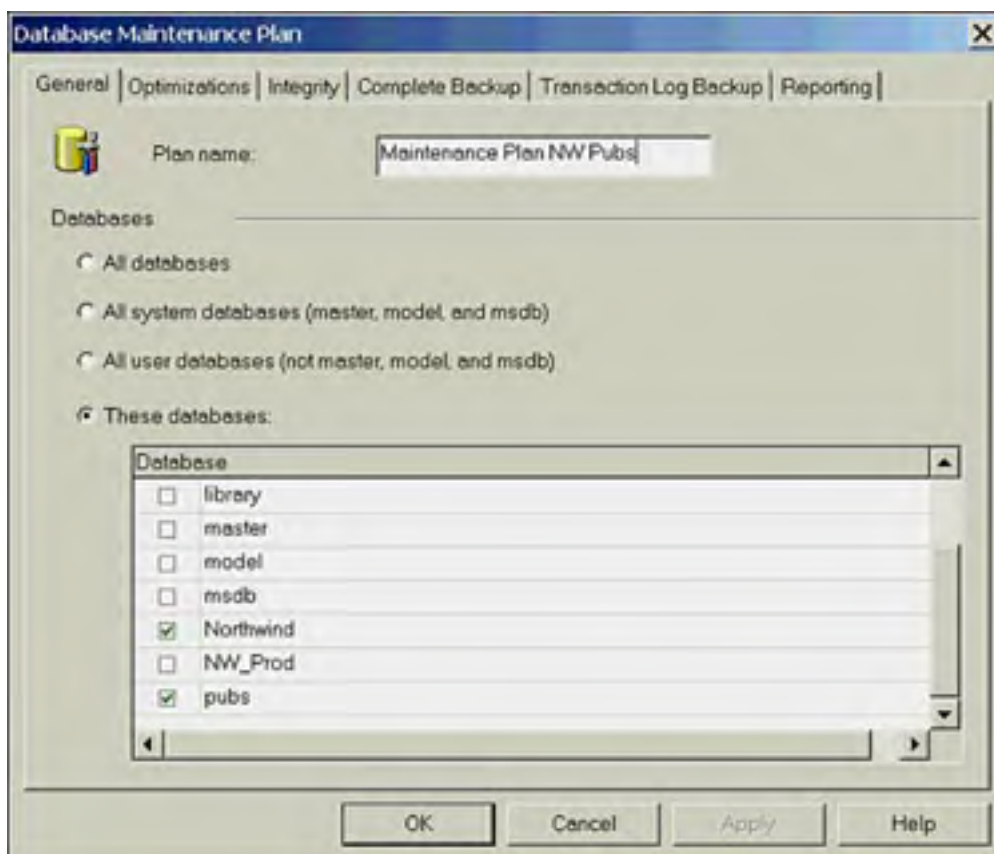 Database Maintenance Plan
General Optimizations Integrity Complete Backup Transaction Log Backup Reporting
Plan name: Maintenance Plan NW Pubs
Databases
All databases
All system databases (master, model, and msdb)
All user databases (not master, model, and msdb)
These databases:
Database
library
master
model
msdb
Northwind
NW_Prod
pubs
OK Cancel Apply Help